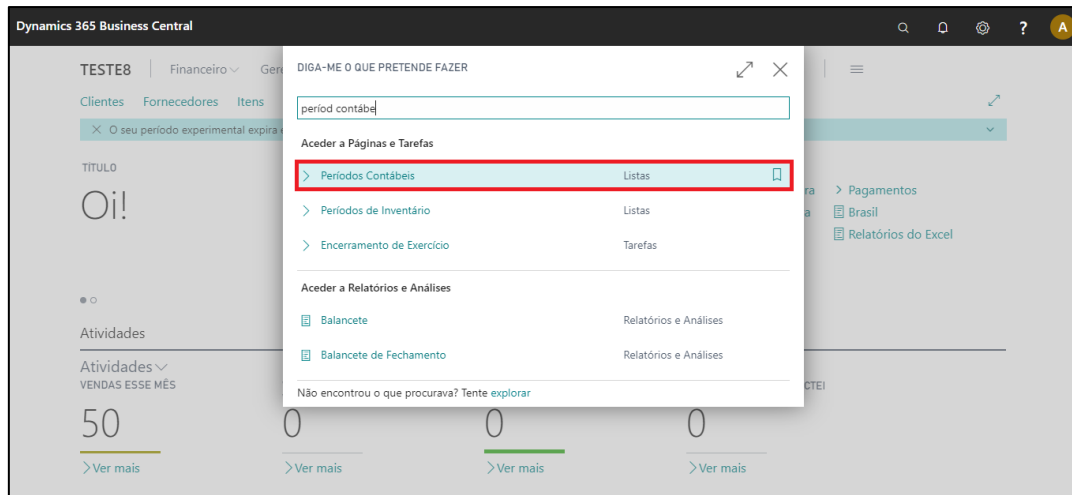 Dynamics 365 Business Central
?
A
TESTE8
Financeiro
Clientes Fornecedores Itens
O seu período experimental expira
TÍTULO
Oi!
DIGA-ME O QUE PRETENDE FAZER
períod contábe
Aceder a Páginas e Tarefas
Períodos Contábeis Listas
Períodos de Inventário Listas
Encerramento de Exercício Tarefas
Aceder a Relatórios e Análises
Balancete Relatórios e Análises
Balancete de Fechamento Relatórios e Análises
Não encontrou o que procurava? Tente explorar
> Pagamentos
Brasil
Relatórios do Excel
Atividades
Atividades
VENDAS ESSE MÊS
CTEI
50 0 0 0
>Ver mais >Ver mais >Ver mais >Ver mais